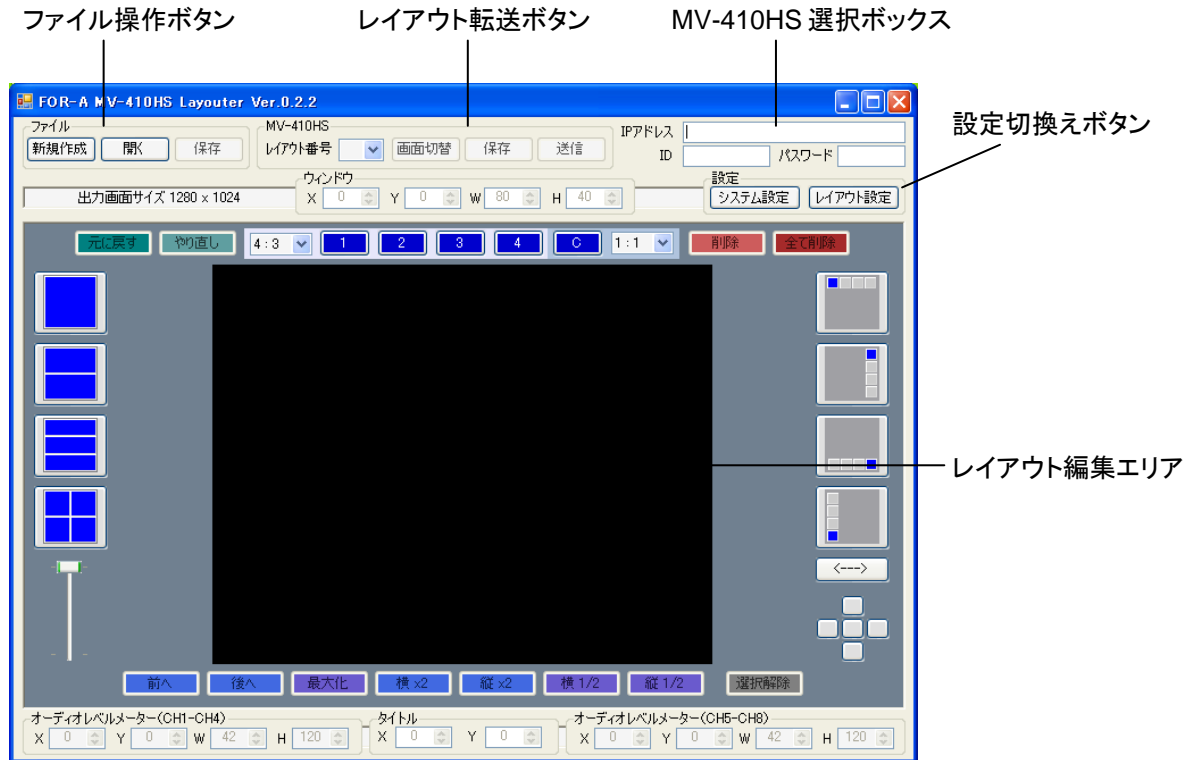 ファイル操作ボタン レイアウト転送ボタン MV-410HS 選択ボックス
FOR-A MV-410HS Layouter Ver.0.2.2
設定切換えボタン
ファイル MV-410HS IPアドレス
新規作成 開く 保存 レイアウト番号 画面切替 保存 送信
ID パスワード
ウィンドウ 設定
出力画面サイズ 1280 x 1024 X 0 Y 0 W 80 H 40 システム設定 レイアウト設定
元に戻す やり直し 4:3 1 2 3 4 C 1:1 削除 全て削除
レイアウト編集エリア
<--->
前へ 後へ 最大化 横 x2 縦 x2 横 1/2 縦 1/2 選択解除
オーディオレベルメーター(CH1-CH4) タイトル オーディオレベルメーター(CH5-CH8)
X 0 Y 0 W 42 H 120 X 0 Y 0 X 0 Y 0 W 42 H 120